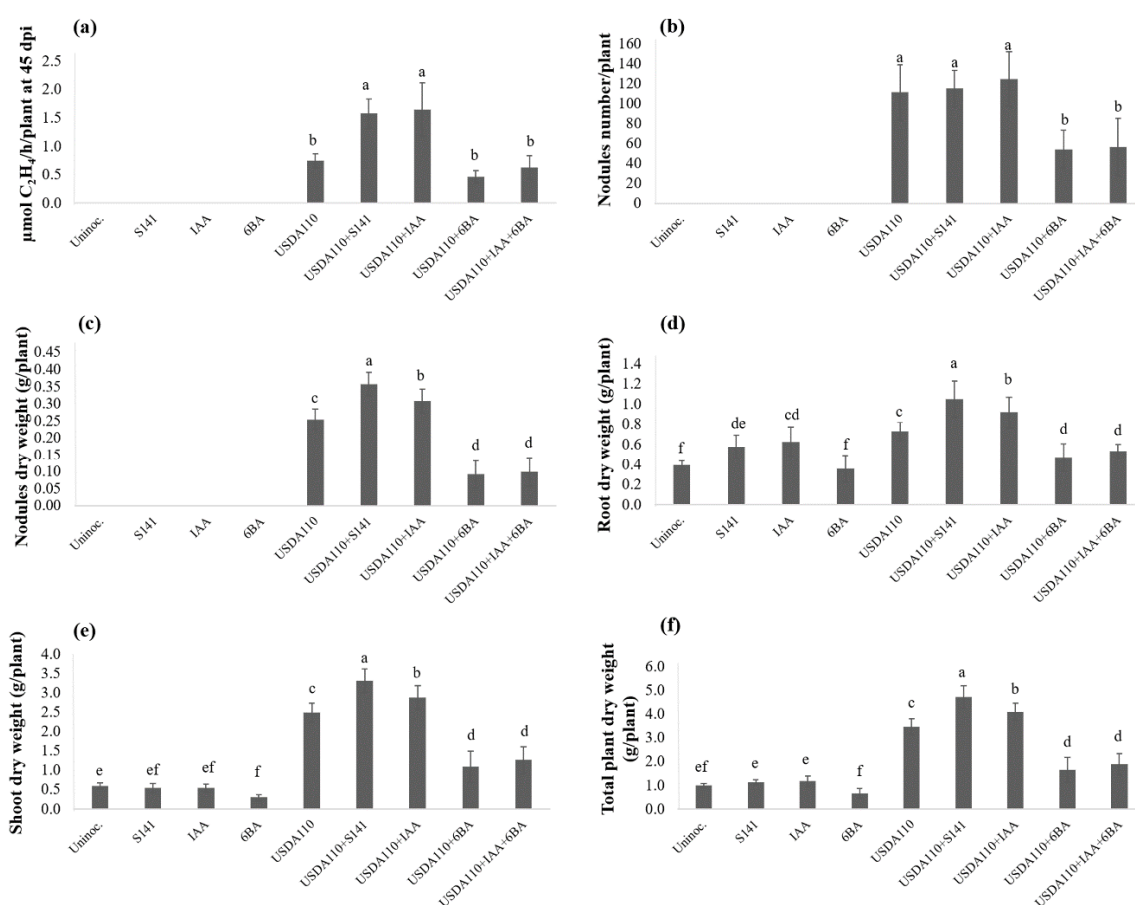 (a)
μmol C₂H₄/h/plant at 45 dpi
2.5
2.0
1.5
1.0
0.5
0.0
b
a
a
b
b
Uninoc.
S141
IAA
6BA
USDA110
USDA110+S141
USDA110+IAA
USDA110+6BA
USDA110+IAA+6BA
(b)
Nodules number/plant
160
140
120
100
80
60
40
20
0
a
a
a
b
b
Uninoc.
S141
IAA
6BA
USDA110
USDA110+S141
USDA110+IAA
USDA110+6BA
USDA110+IAA+6BA
(c)
Nodules dry weight (g/plant)
0.45
0.40
0.35
0.30
0.25
0.20
0.15
0.10
0.05
0.00
c
a
b
d
d
Uninoc.
S141
IAA
6BA
USDA110
USDA110+S141
USDA110+IAA
USDA110+6BA
USDA110+IAA+6BA
(d)
Root dry weight (g/plant)
1.4
1.2
1.0
0.8
0.6
0.4
0.2
0.0
f
de
cd
f
c
a
b
d
d
Uninoc.
S141
IAA
6BA
USDA110
USDA110+S141
USDA110+IAA
USDA110+6BA
USDA110+IAA+6BA
(e)
Shoot dry weight (g/plant)
4.0
3.5
3.0
2.5
2.0
1.5
1.0
0.5
0.0
e
ef
ef
f
c
a
b
d
d
Uninoc.
S141
IAA
6BA
USDA110
USDA110+S141
USDA110+IAA
USDA110+6BA
USDA110+IAA+6BA
(f)
Total plant dry weight
(g/plant)
6.0
5.0
4.0
3.0
2.0
1.0
0.0
ef
e
e
f
c
a
b
d
d
Uninoc.
S141
IAA
6BA
USDA110
USDA110+S141
USDA110+IAA
USDA110+6BA
USDA110+IAA+6BA